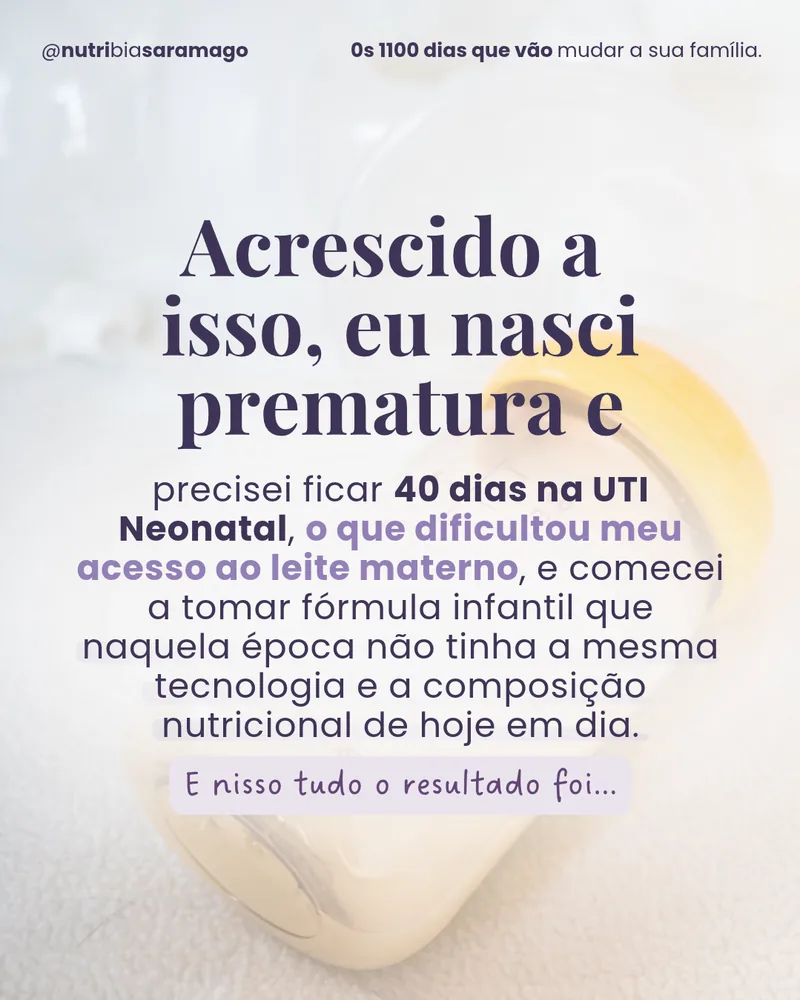 @nutribiasaramago
0s 1100 dias que vão mudar a sua família.
Acrescido a
isso, eu nasci
prematura e
precisei ficar 40 dias na UTI
Neonatal, o que dificultou meu
acesso ao leite materno, e comecei
a tomar fórmula infantil que
naquela época não tinha a mesma
tecnologia e a composição
nutricional de hoje em dia.
E nisso tudo o resultado foi...